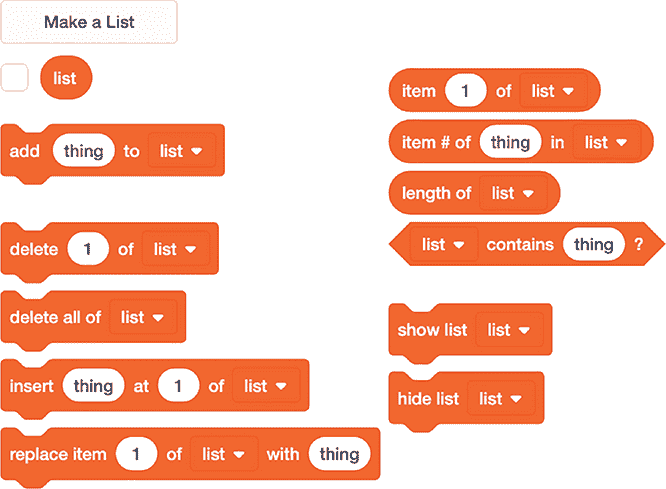 Make a List
list
add thing to list
delete 1 of list
delete all of list
insert thing at 1 of list
replace item 1 of list with thing
item 1 of list
item # of thing in list
length of list
list contains thing ?
show list list
hide list list